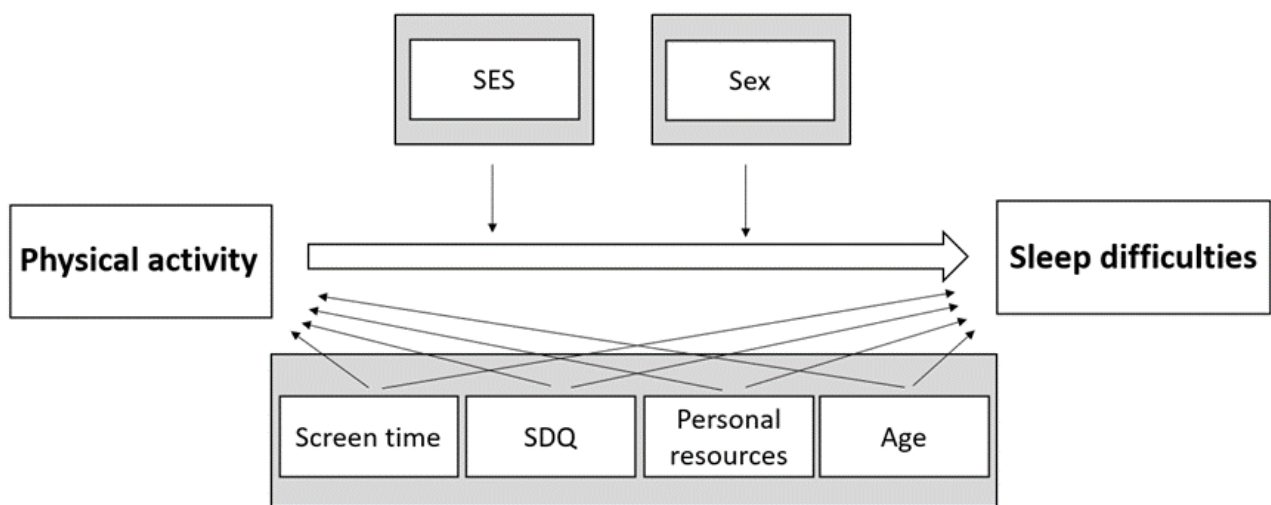 SES
Sex
Physical activity
Sleep difficulties
Screen time
SDQ
Personal
resources
Age